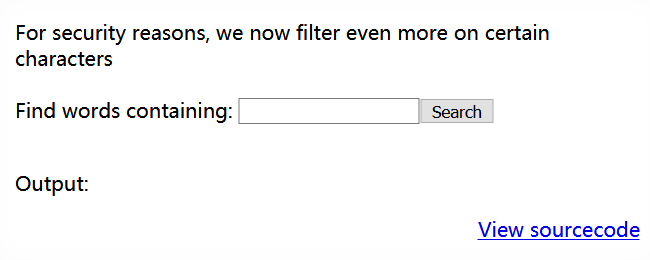 For security reasons, we now filter even more on certain
characters
Find words containing: Search
Output:
View sourcecode